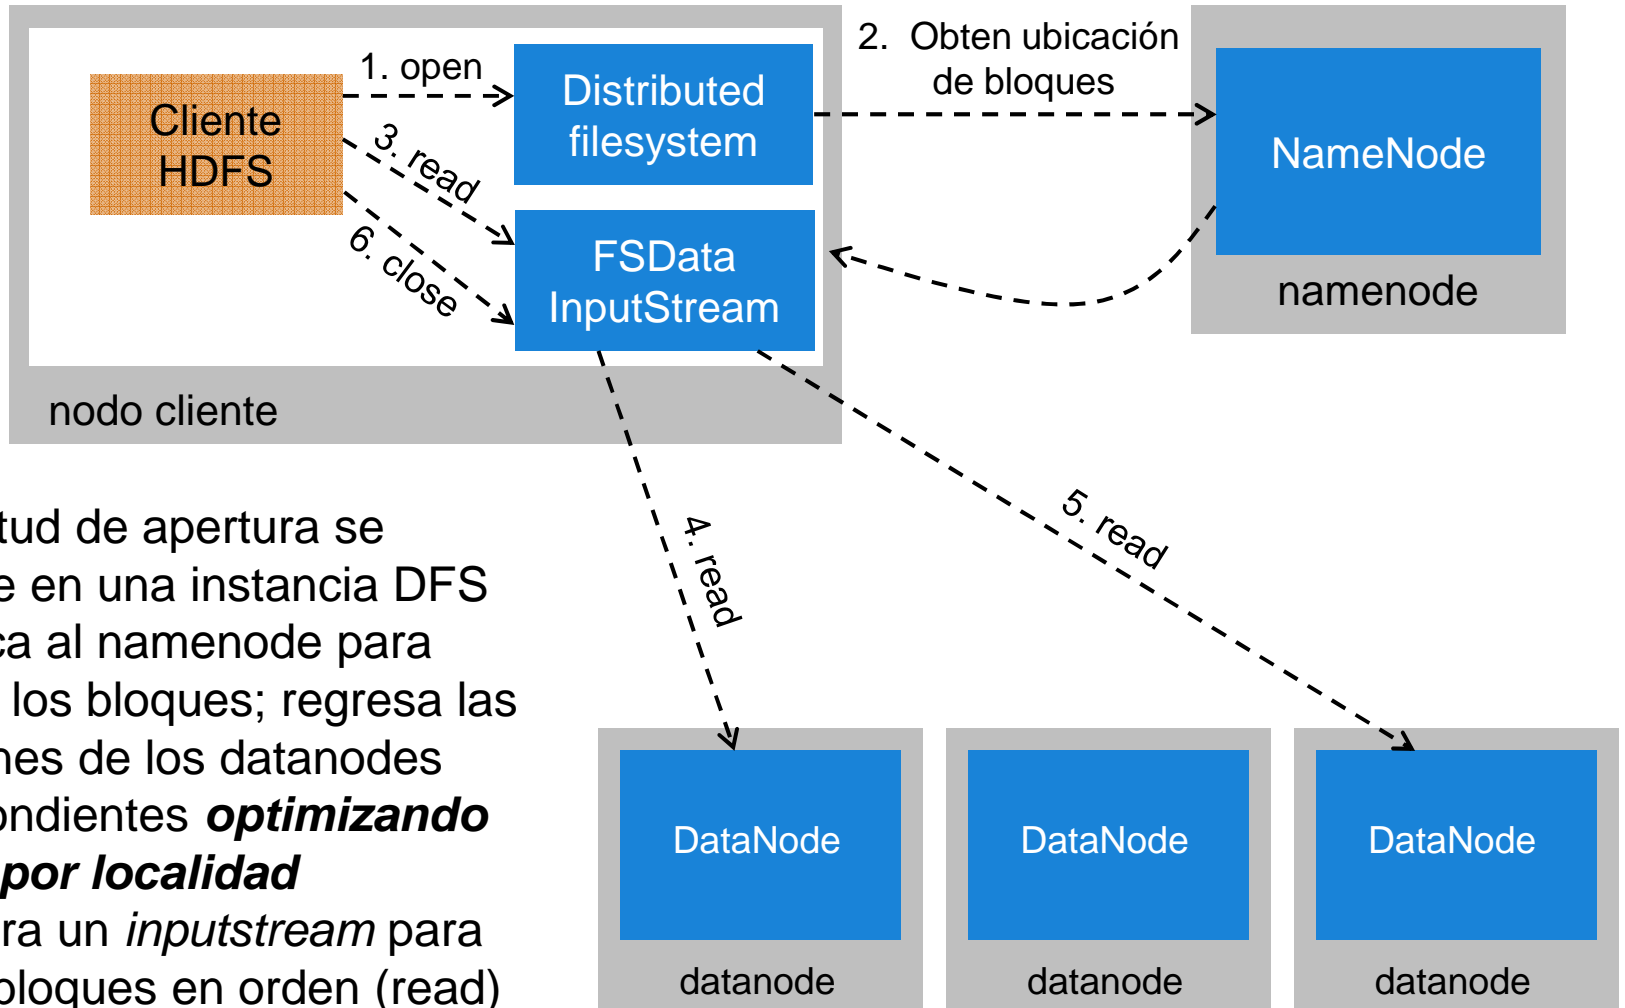 1. open
Distributed
filesystem
2. Obten ubicación
de bloques
Cliente
HDFS
3. read
NameNode
6. close
FSData
InputStream
namenode
nodo cliente
tud de apertura se
e en una instancia DFS
ca al namenode para
los bloques; regresa las
nes de los datanodes
ondientes optimizando
por localidad
ra un inputstream para
bloques en orden (read)
4. read
5. read
DataNode
DataNode
DataNode
datanode
datanode
datanode